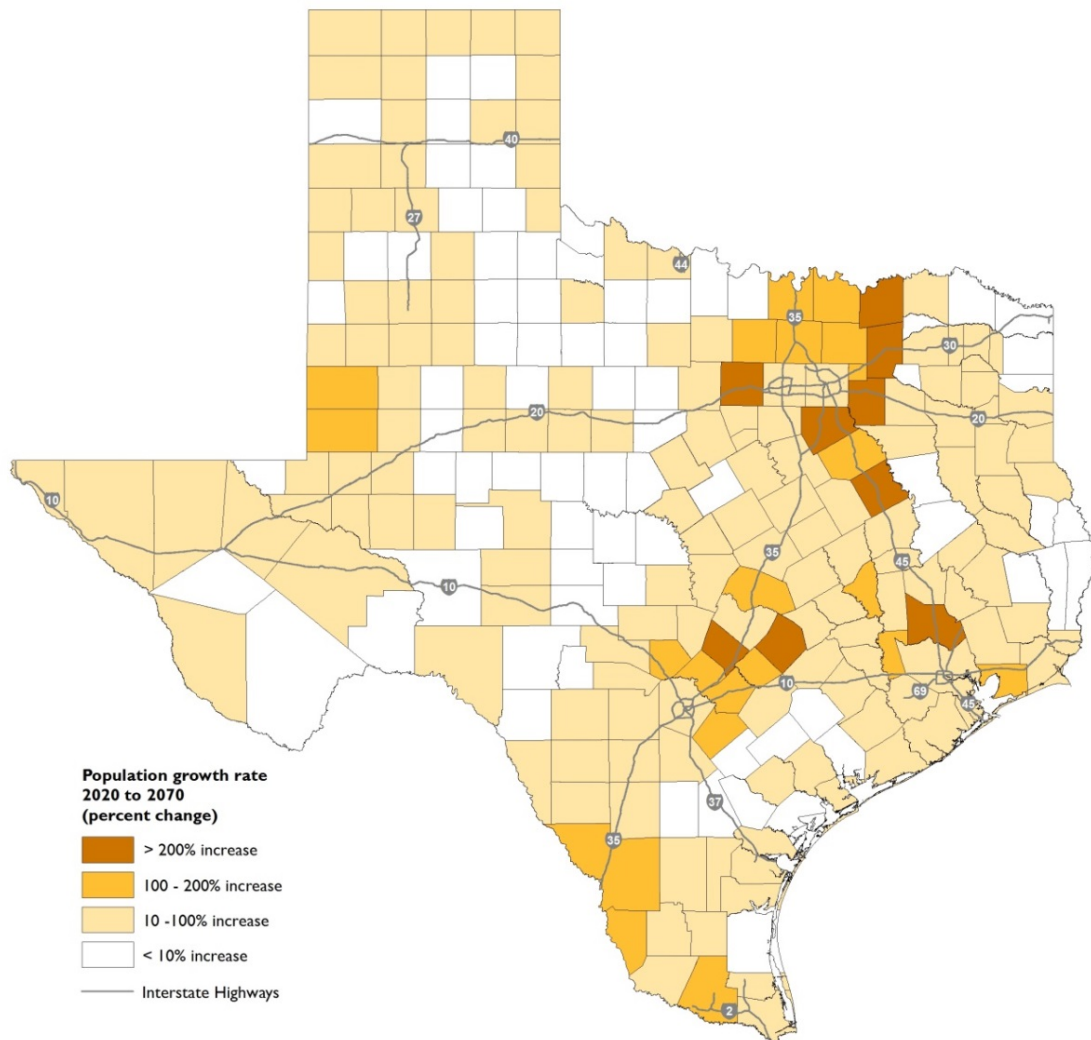 40
27
44
35
30
20
20
10
35
45
10
10
69
45
37
35
2
Population growth rate
2020 to 2070
(percent change)
> 200% increase
100 - 200% increase
10 -100% increase
< 10% increase
Interstate Highways